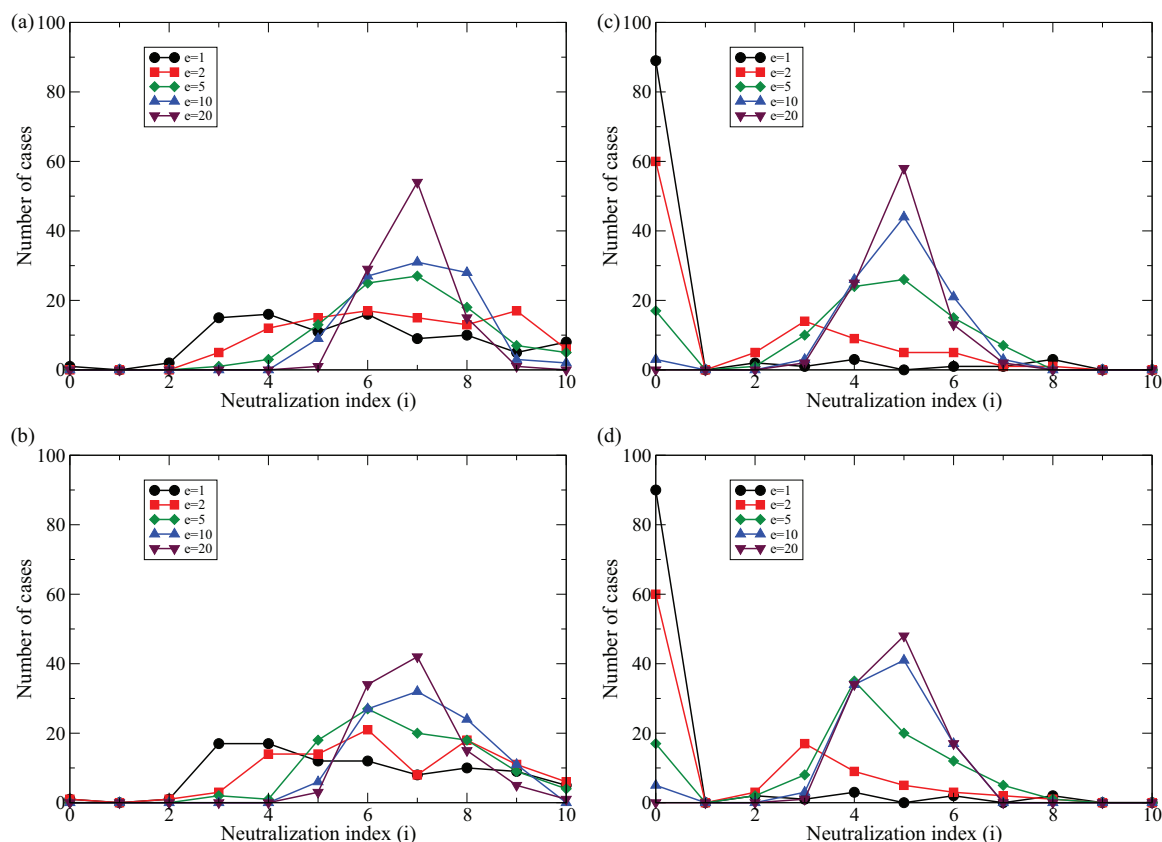 (a)
100
80
60
40
20
0
Number of cases
e=1
e=2
e=5
e=10
e=20
0 2 4 6 8 10
Neutralization index (i)
(c)
100
80
60
40
20
0
Number of cases
e=1
e=2
e=5
e=10
e=20
0 2 4 6 8 10
Neutralization index (i)
(b)
100
80
60
40
20
0
Number of cases
e=1
e=2
e=5
e=10
e=20
0 2 4 6 8 10
Neutralization index (i)
(d)
100
80
60
40
20
0
Number of cases
e=1
e=2
e=5
e=10
e=20
0 2 4 6 8 10
Neutralization index (i)